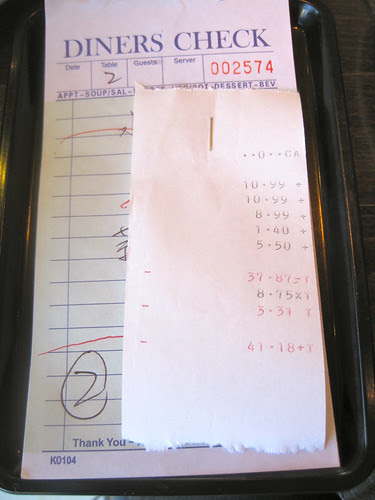 DINERS CHECK
Date Table Guests Server 002574
2
APPT-SOUP/SAL- -DESSERT-BEV
··0··CA
10·99 +
10·99 +
8·99 +
1·40 +
5·50 +
- 37·87=T
8·75×T
- 3·31 T
- 41·18+T
2
Thank You –
K0104